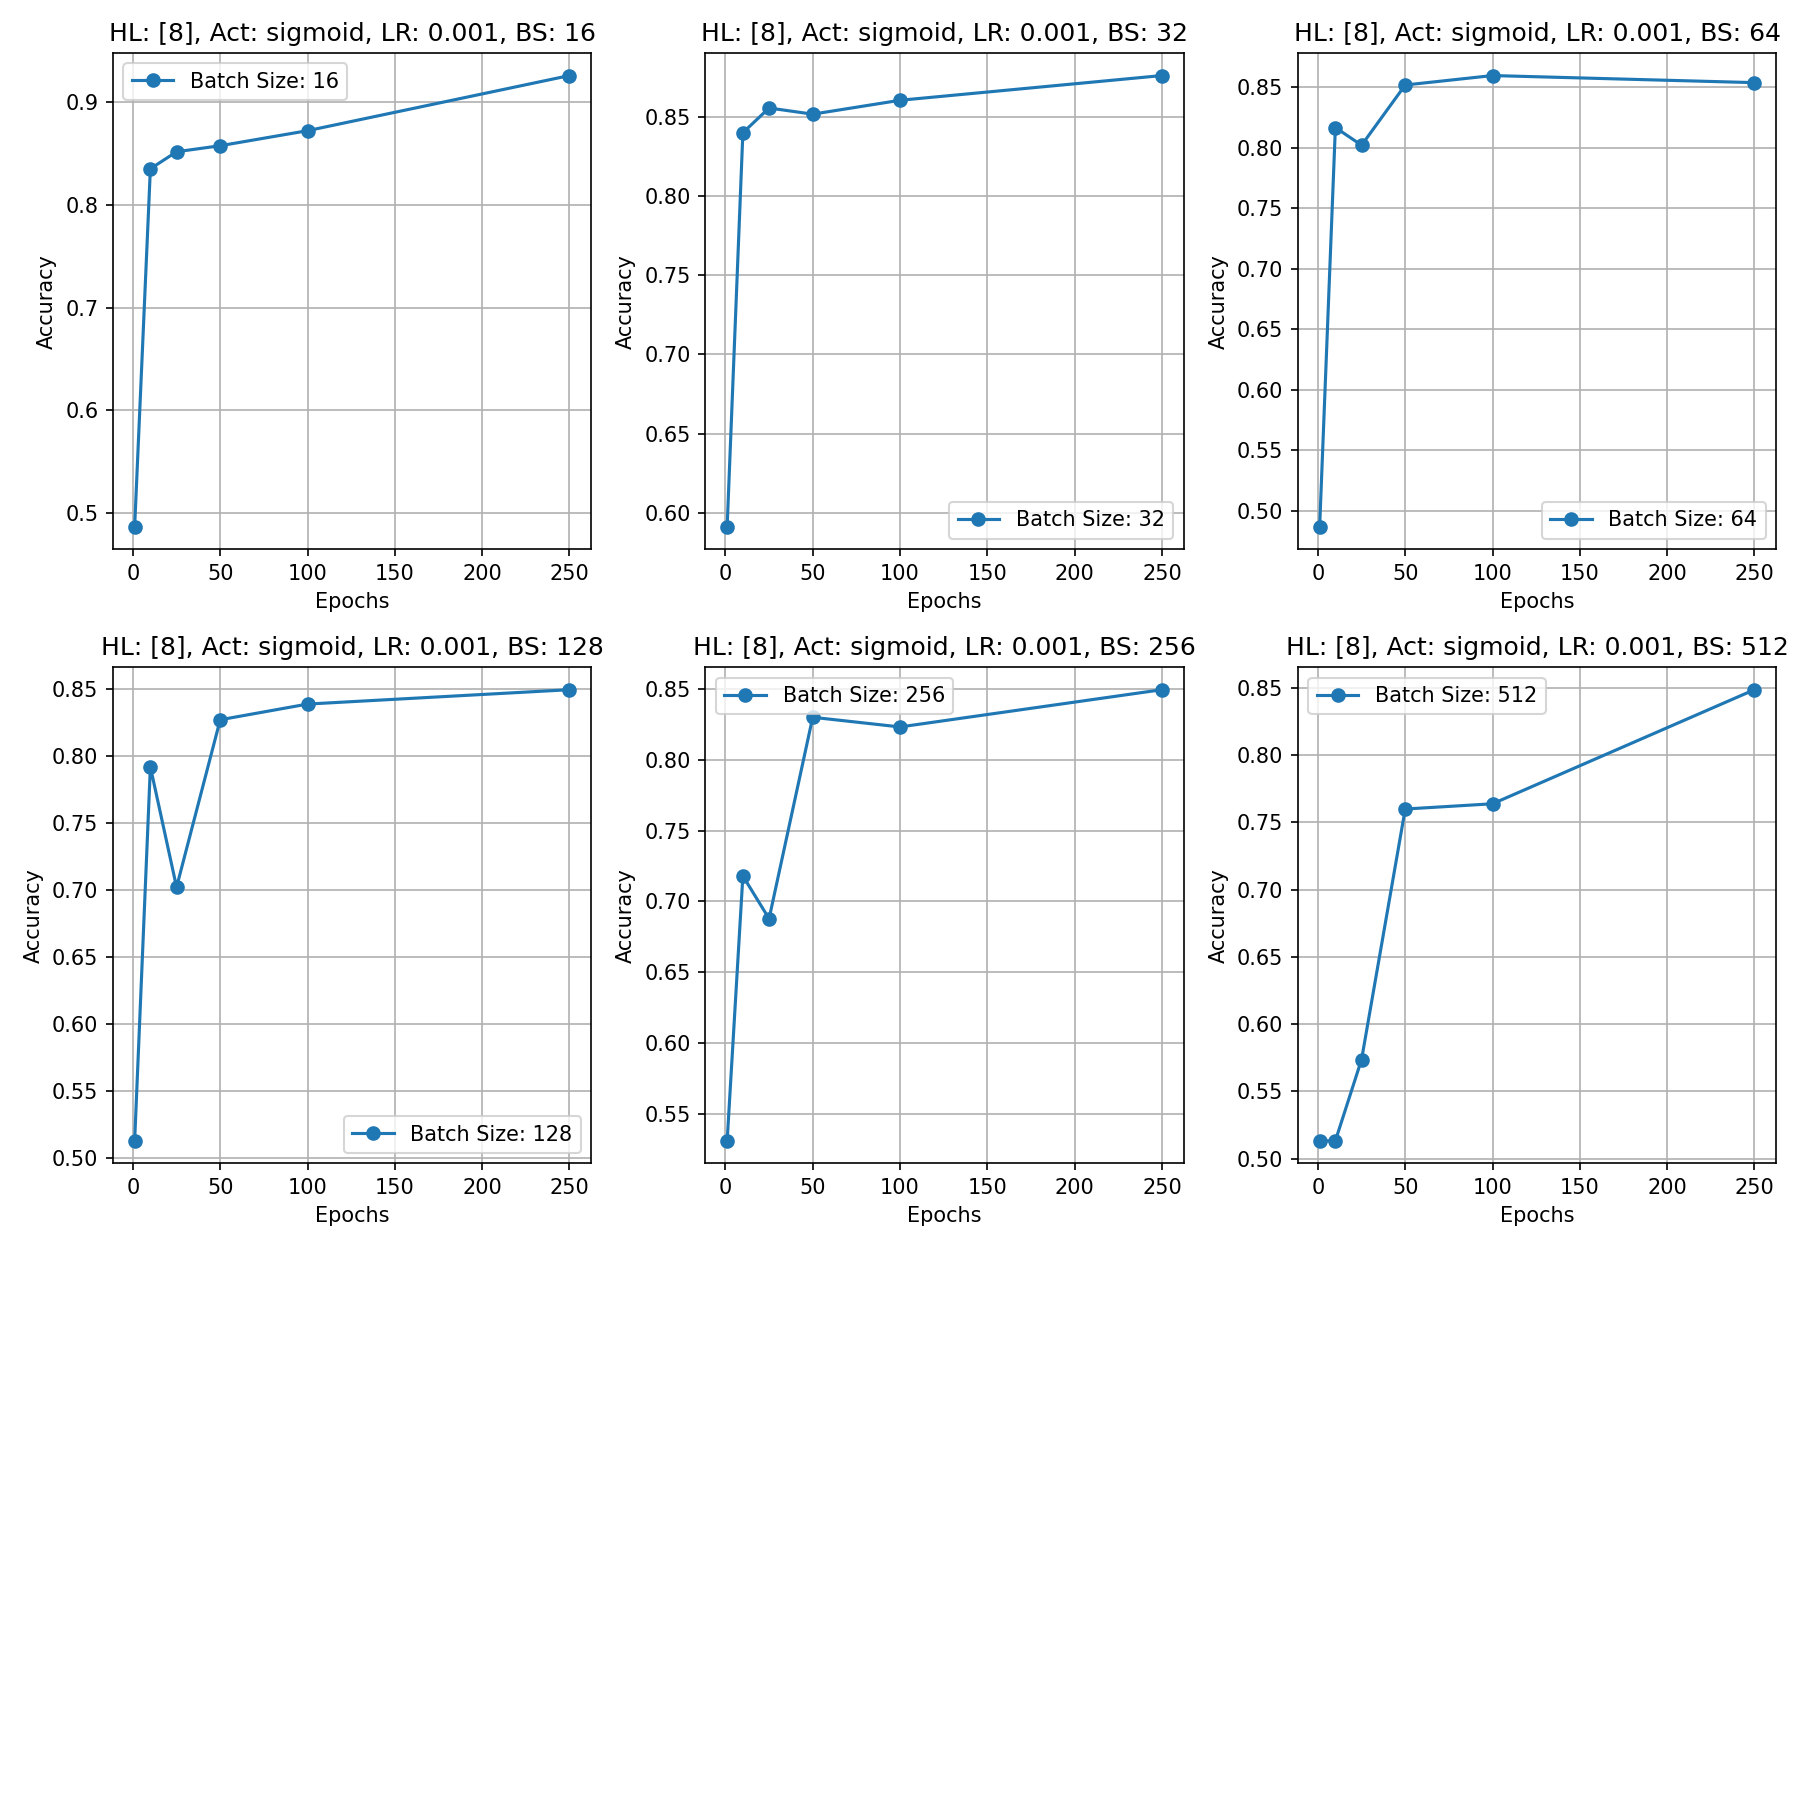 HL: [8], Act: sigmoid, LR: 0.001, BS: 16
Batch Size: 16
0.9
0.8
0.7
0.6
0.5
Accuracy
0 50 100 150 200 250
Epochs
HL: [8], Act: sigmoid, LR: 0.001, BS: 32
0.85
0.80
0.75
0.70
0.65
0.60
Accuracy
Batch Size: 32
0 50 100 150 200 250
Epochs
HL: [8], Act: sigmoid, LR: 0.001, BS: 64
0.85
0.80
0.75
0.70
0.65
0.60
0.55
0.50
Accuracy
Batch Size: 64
0 50 100 150 200 250
Epochs
HL: [8], Act: sigmoid, LR: 0.001, BS: 128
0.85
0.80
0.75
0.70
0.65
0.60
0.55
0.50
Accuracy
Batch Size: 128
0 50 100 150 200 250
Epochs
HL: [8], Act: sigmoid, LR: 0.001, BS: 256
Batch Size: 256
0.85
0.80
0.75
0.70
0.65
0.60
0.55
Accuracy
0 50 100 150 200 250
Epochs
HL: [8], Act: sigmoid, LR: 0.001, BS: 512
Batch Size: 512
0.85
0.80
0.75
0.70
0.65
0.60
0.55
0.50
Accuracy
0 50 100 150 200 250
Epochs